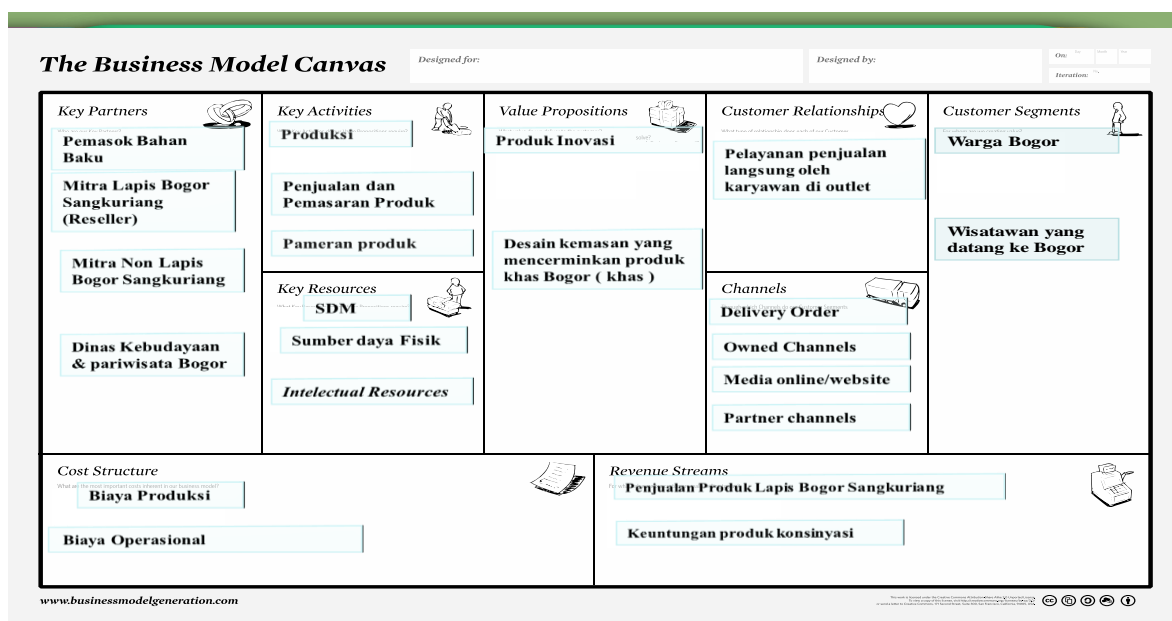 The Business Model Canvas
Designed for:
Designed by:
On:
Iteration:
Key Partners
Pemasok Bahan
Baku
Mitra Lapis Bogor
Sangkuriang
(Reseller)
Mitra Non Lapis
Bogor Sangkuriang
Dinas Kebudayaan
& pariwisata Bogor
Key Activities
Produksi
Penjualan dan
Pemasaran Produk
Pameran produk
Key Resources
SDM
Sumber daya Fisik
Intelectual Resources
Value Propositions
Produk Inovasi
Desain kemasan yang
mencerminkan produk
khas Bogor ( khas )
Customer Relationships
Pelayanan penjualan
langsung oleh
karyawan di outlet
Channels
Delivery Order
Owned Channels
Media online/website
Partner channels
Customer Segments
Warga Bogor
Wisatawan yang
datang ke Bogor
Cost Structure
What are the most important costs inherent in our business model?
Biaya Produksi
Biaya Operasional
Revenue Streams
Penjualan Produk Lapis Bogor Sangkuriang
Keuntungan produk konsinyasi
www.businessmodelgeneration.com